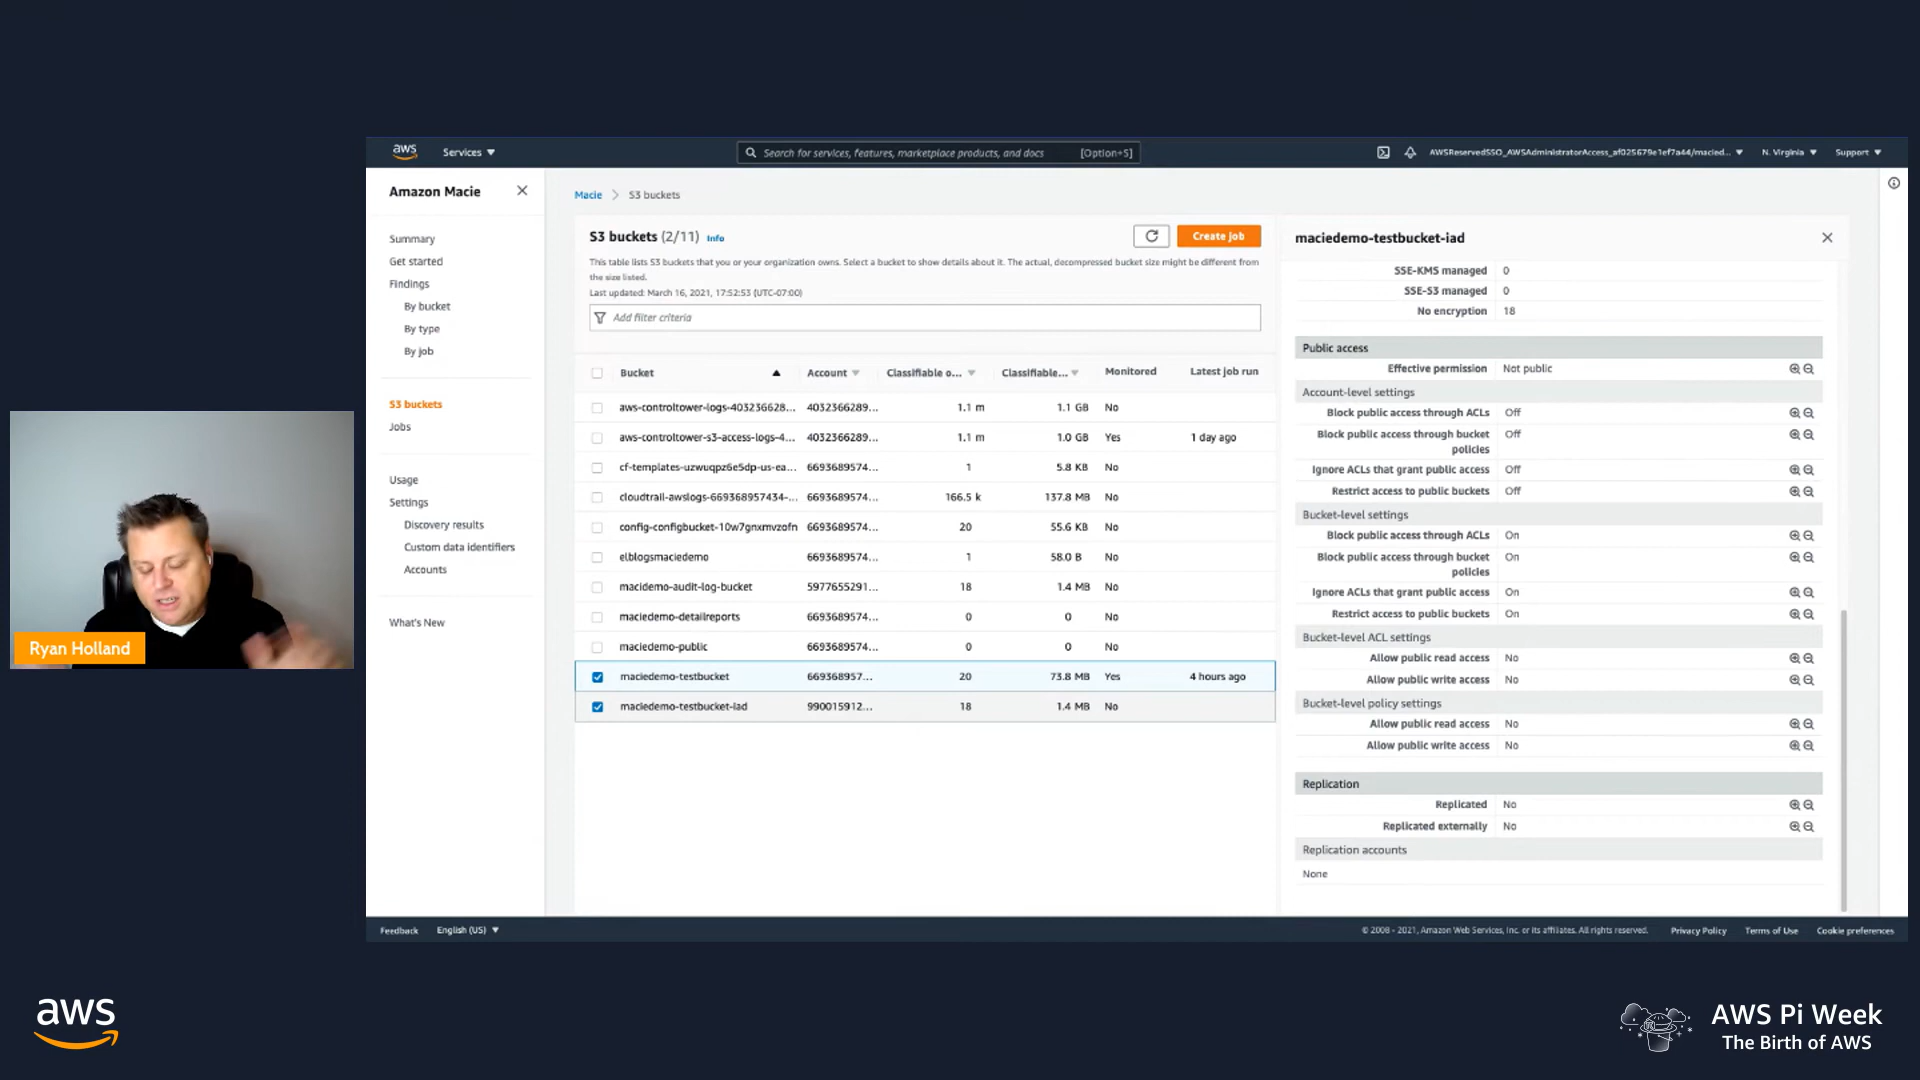 aws
Services
Search for services, features, marketplace products, and docs
[Option+S]
AWSReservedSSO_AWSAdministratorAccess_af025679e1ef7a44/macied...
N. Virginia
Support
Amazon Macie
Summary
Get started
Findings
By bucket
By type
By job
S3 buckets
Jobs
Usage
Settings
Discovery results
Custom data identifiers
Accounts
What's New
Macie > S3 buckets
S3 buckets (2/11) Info
Create job
This table lists S3 buckets that you or your organization owns. Select a bucket to show details about it. The actual, decompressed bucket size might be different from
the size listed.
Last updated: March 16, 2021, 17:52:53 (UTC-07:00)
Add filter criteria
Bucket Account Classifiable o... Classifiable... Monitored Latest job run
aws-controltower-logs-403236628... 4032366289... 1.1 m 1.1 GB No
aws-controltower-s3-access-logs-4... 4032366289... 1.1 m 1.0 GB Yes 1 day ago
cf-templates-uzwuqpz6e5dp-us-ea... 6693689574... 1 5.8 KB No
cloudtrail-awslogs-669368957434-... 6693689574... 166.5 k 137.8 MB No
config-configbucket-10w7gnxmvzofn 6693689574... 20 55.6 KB No
elblogsmaciedemo 6693689574... 1 58.0 B No
macidemo-audit-log-bucket 5977655291... 18 1.4 MB No
maciedemo-detailreports 6693689574... 0 0 No
maciedemo-public 6693689574... 0 0 No
maciedemo-testbucket 669368957... 20 73.8 MB Yes 4 hours ago
maciedemo-testbucket-iad 990015912... 18 1.4 MB No
maciedemo-testbucket-iad
SSE-KMS managed 0
SSE-S3 managed 0
No encryption 18
Public access
Effective permission Not public
Account-level settings
Block public access through ACLs Off
Block public access through bucket policies Off
Ignore ACLs that grant public access Off
Restrict access to public buckets Off
Bucket-level settings
Block public access through ACLs On
Block public access through bucket policies On
Ignore ACLs that grant public access On
Restrict access to public buckets On
Bucket-level ACL settings
Allow public read access No
Allow public write access No
Bucket-level policy settings
Allow public read access No
Allow public write access No
Replication
Replicated No
Replicated externally No
Replication accounts
None
Ryan Holland
Feedback
English (US)
© 2008 - 2021, Amazon Web Services, Inc. or its affiliates. All rights reserved.
Privacy Policy
Terms of Use
Cookie preferences
aws
AWS Pi Week
The Birth of AWS